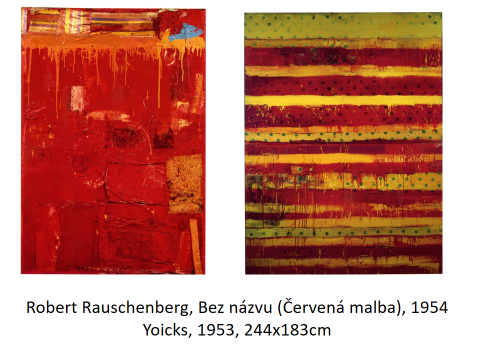 Robert Rauschenberg, Bez názvu (Červená malba), 1954
Yoicks, 1953, 244x183cm